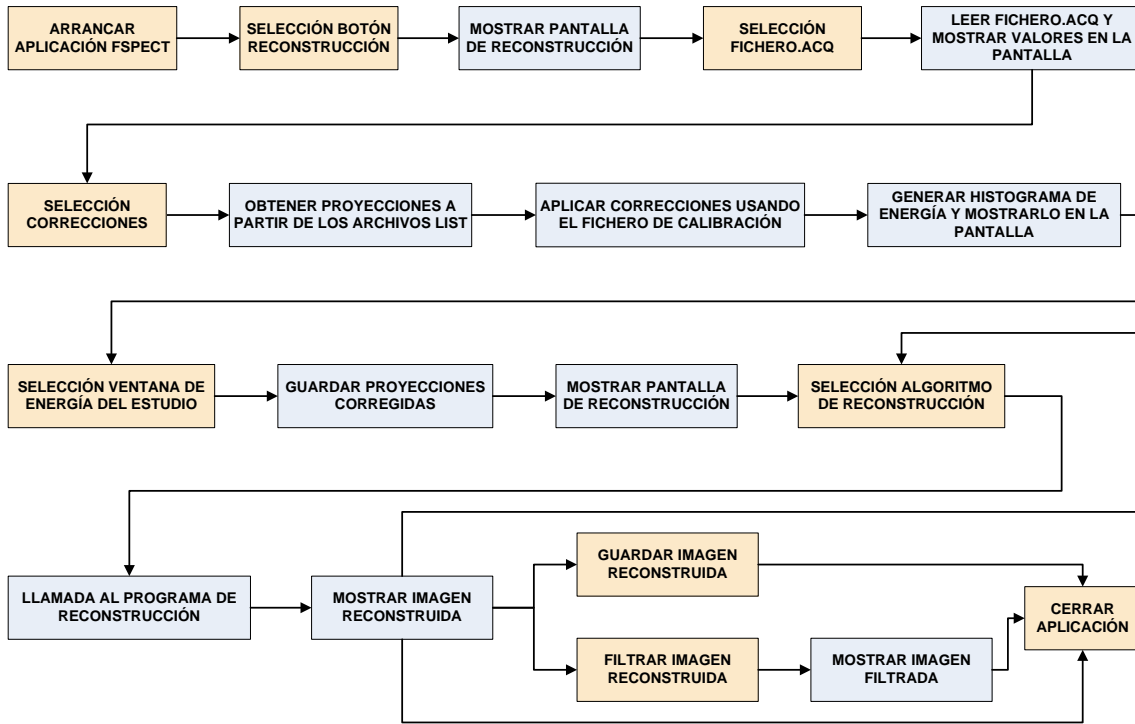 ARRANCAR
APLICACIÓN FSPECT
SELECCIÓN BOTÓN
RECONSTRUCCIÓN
MOSTRAR PANTALLA
DE RECONSTRUCCIÓN
SELECCIÓN
FICHERO.ACQ
LEER FICHERO.ACQ Y
MOSTRAR VALORES EN LA
PANTALLA
SELECCIÓN
CORRECCIONES
OBTENER PROYECCIONES A
PARTIR DE LOS ARCHIVOS LIST
APLICAR CORRECCIONES USANDO
EL FICHERO DE CALIBRACIÓN
GENERAR HISTOGRAMA DE
ENERGÍA Y MOSTRARLO EN LA
PANTALLA
SELECCIÓN VENTANA DE
ENERGÍA DEL ESTUDIO
GUARDAR PROYECCIONES
CORREGIDAS
MOSTRAR PANTALLA
DE RECONSTRUCCIÓN
SELECCIÓN ALGORITMO
DE RECONSTRUCCIÓN
LLAMADA AL PROGRAMA DE
RECONSTRUCCIÓN
MOSTRAR IMAGEN
RECONSTRUIDA
GUARDAR IMAGEN
RECONSTRUIDA
FILTRAR IMAGEN
RECONSTRUIDA
MOSTRAR IMAGEN
FILTRADA
CERRAR
APLICACIÓN